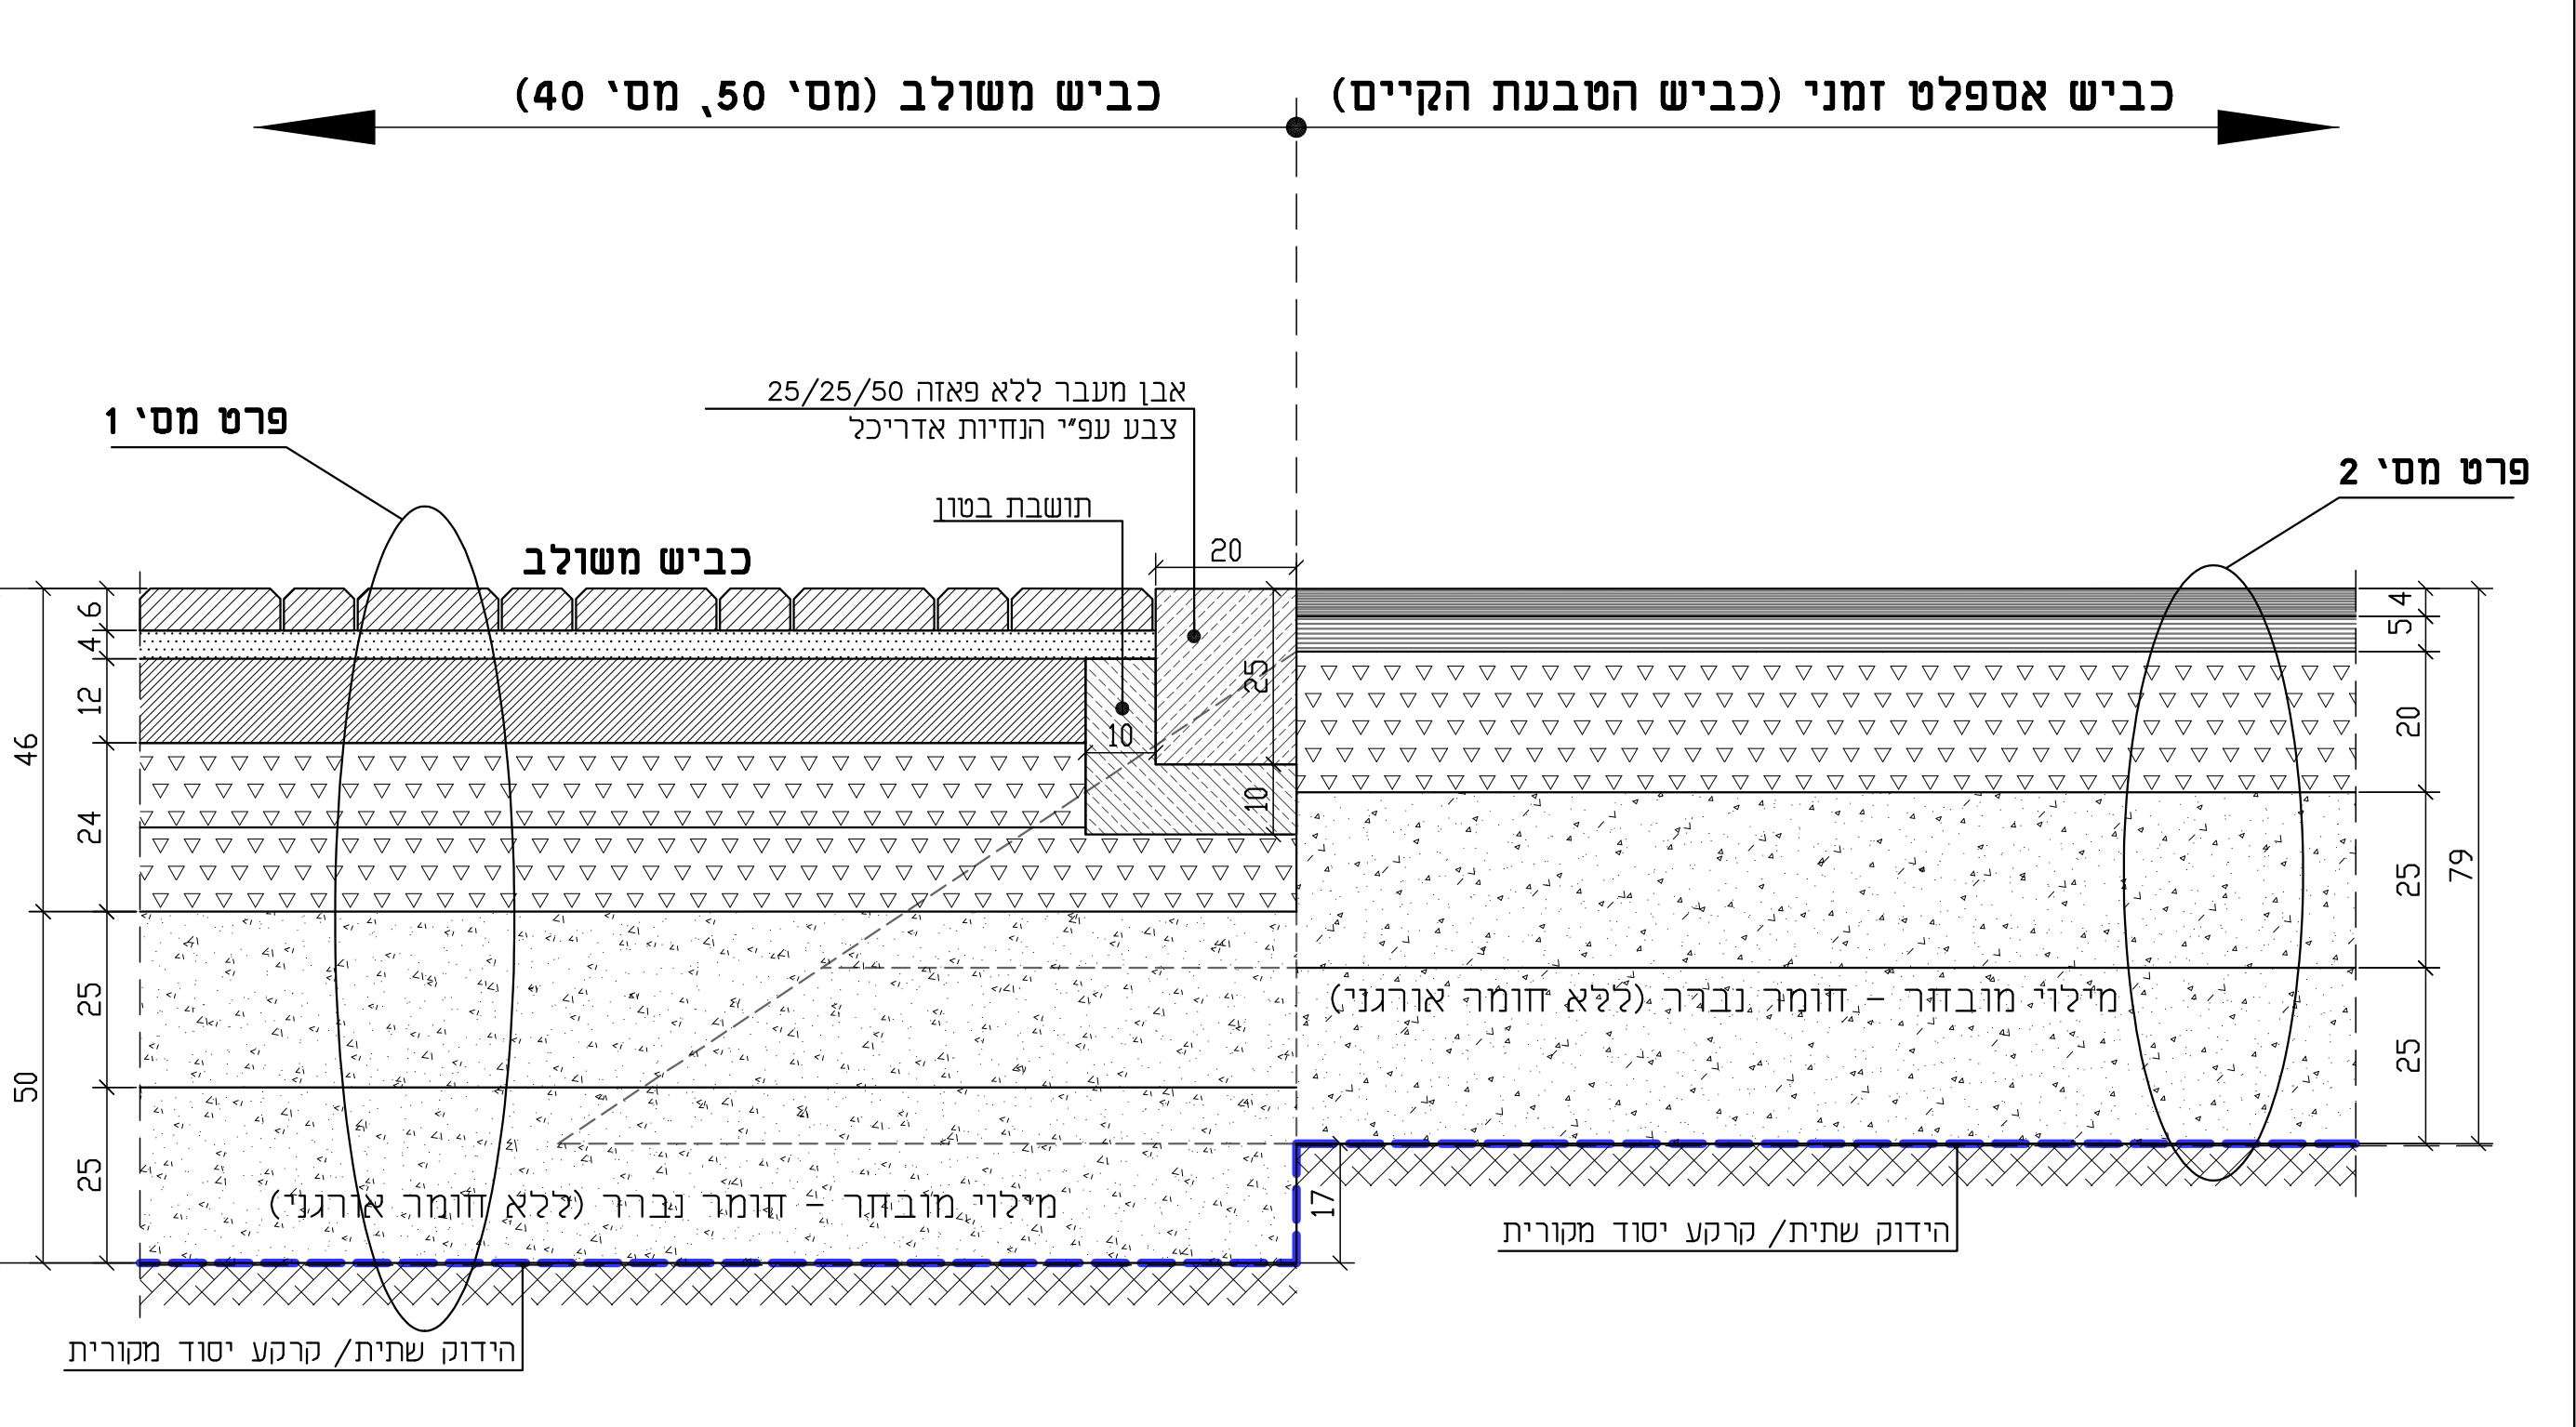 כביש אספלט זמני (כביש הטבעת הקיים)
כביש משולב (מס' 50, מס' 40)
אבן מעבר ללא פאזה 25/25/50
צבע עפ"י הנחיות אדריכל
פרט מס' 1
פרט מס' 2
תושבת בטון
כביש משולב
20
25
10
10
6
4
12
24
25
25
46
50
4
5
20
25
25
79
17
מילוי מובחר - חומר נברר (ללא חומר אורגני)
מילוי מובחר - חומר נברר (ללא חומר אורגני)
הידוק שתית/ קרקע יסוד מקורית
הידוק שתית/ קרקע יסוד מקורית